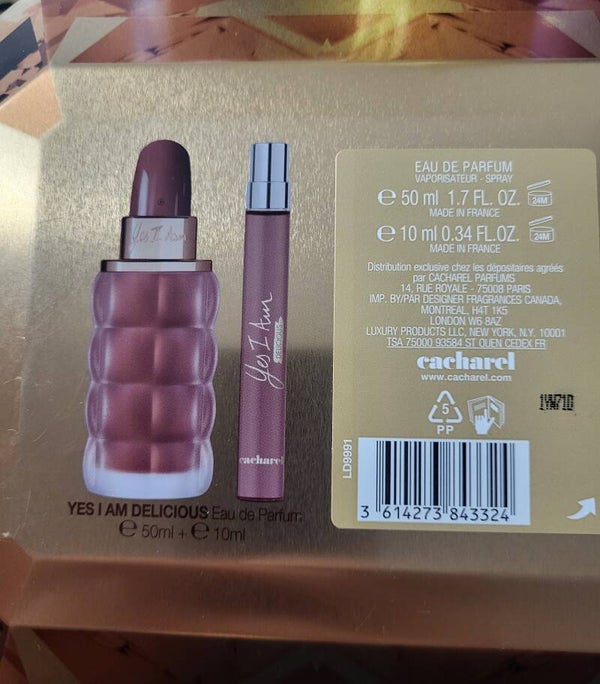 Yes I Am
Yes I Am
DELICIOUS
cacharel
YES I AM DELICIOUS Eau de Parfum
e 50ml + e 10ml
EAU DE PARFUM
VAPORISATEUR - SPRAY
e 50 ml 1.7 FL. OZ. 24M
MADE IN FRANCE
e 10 ml 0.34 FL.OZ. 24M
MADE IN FRANCE
Distribution exclusive chez les dépositaires agréés
par CACHAREL PARFUMS
14, RUE ROYALE - 75008 PARIS
IMP. BY/PAR DESIGNER FRAGRANCES CANADA,
MONTREAL, H4T 1K5
LONDON W6 8AZ
LUXURY PRODUCTS LLC, NEW YORK, N.Y. 10001
TSA 75000 93584 ST OUEN CEDEX FR
cacharel
www.cacharel.com
5
PP
1YW71D
LD9991
3 614273 843324